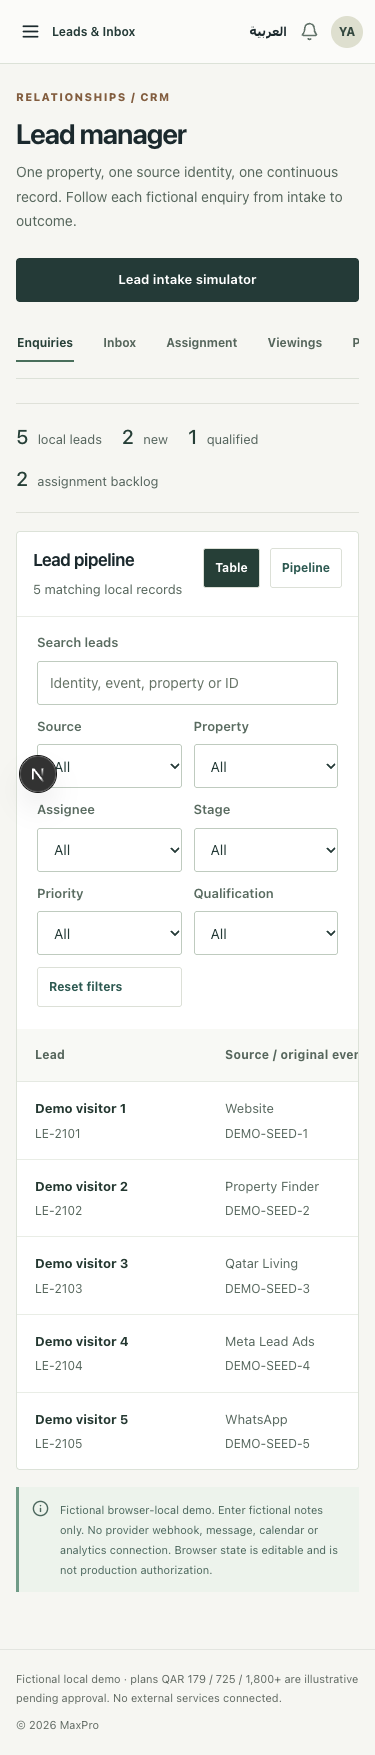 Leads & Inbox
العربية
YA
RELATIONSHIPS / CRM
Lead manager
One property, one source identity, one continuous
record. Follow each fictional enquiry from intake to
outcome.
Lead intake simulator
Enquiries Inbox Assignment Viewings P
5 local leads 2 new 1 qualified
2 assignment backlog
Lead pipeline
5 matching local records
Table
Pipeline
Search leads
Identity, event, property or ID
Source Property
All All
N
Assignee Stage
All All
Priority Qualification
All All
Reset filters
Lead Source / original ever
Demo visitor 1 Website
LE-2101 DEMO-SEED-1
Demo visitor 2 Property Finder
LE-2102 DEMO-SEED-2
Demo visitor 3 Qatar Living
LE-2103 DEMO-SEED-3
Demo visitor 4 Meta Lead Ads
LE-2104 DEMO-SEED-4
Demo visitor 5 WhatsApp
LE-2105 DEMO-SEED-5
Fictional browser-local demo. Enter fictional notes
only. No provider webhook, message, calendar or
analytics connection. Browser state is editable and is
not production authorization.
Fictional local demo · plans QAR 179 / 725 / 1,800+ are illustrative
pending approval. No external services connected.
© 2026 MaxPro